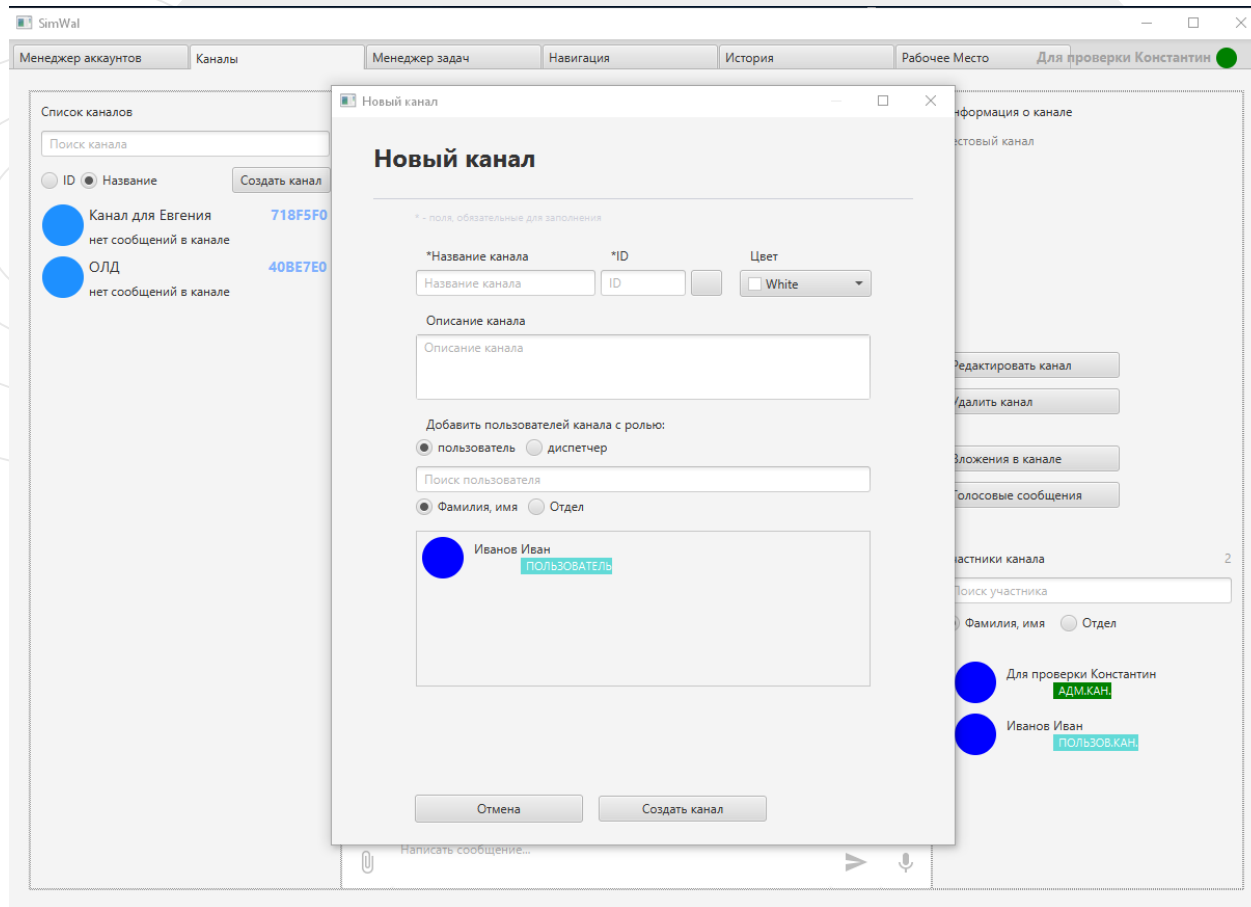 SimWal
Менеджер аккаунтов
Каналы
Менеджер задач
Навигация
История
Рабочее Место
Для проверки Константин
Список каналов
Поиск канала
ID
Название
Создать канал
Канал для Евгения
718F5F0
нет сообщений в канале
ОЛД
40BE7E0
нет сообщений в канале
Новый канал
Новый канал
* - поля, обязательные для заполнения
*Название канала
*ID
Цвет
Название канала
ID
White
Описание канала
Описание канала
Добавить пользователей канала с ролью:
пользователь
диспетчер
Поиск пользователя
Фамилия, имя
Отдел
Иванов Иван
ПОЛЬЗОВАТЕЛЬ
Отмена
Создать канал
Написать сообщение...
нформация о канале
естовый канал
Редактировать канал
Удалить канал
Вложения в канале
Голосовые сообщения
частники канала
2
Поиск участника
Фамилия, имя
Отдел
Для проверки Константин
АДМ.КАН.
Иванов Иван
ПОЛЬЗОВ.КАН.